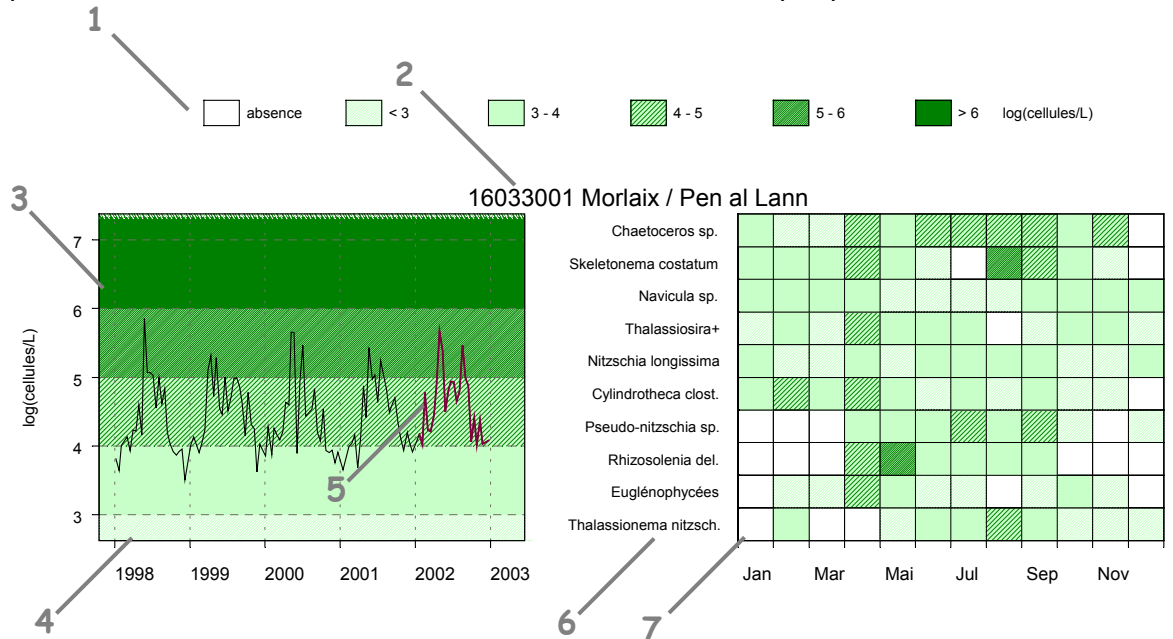 1
2
absence
< 3
3 - 4
4 - 5
5 - 6
> 6
log(cellules/L)
3
16033001 Morlaix / Pen al Lann
7
6
5
4
3
log(cellules/L)
5
1998
1999
2000
2001
2002
2003
4
Chaetoceros sp.
Skeletonema costatum
Navicula sp.
Thalassiosira+
Nitzschia longissima
Cylindrotheca clost.
Pseudo-nitzschia sp.
Rhizosolenia del.
Euglénophycées
Thalassionema nitzsch.
Jan
Mar
Mai
Jul
Sep
Nov
6
7